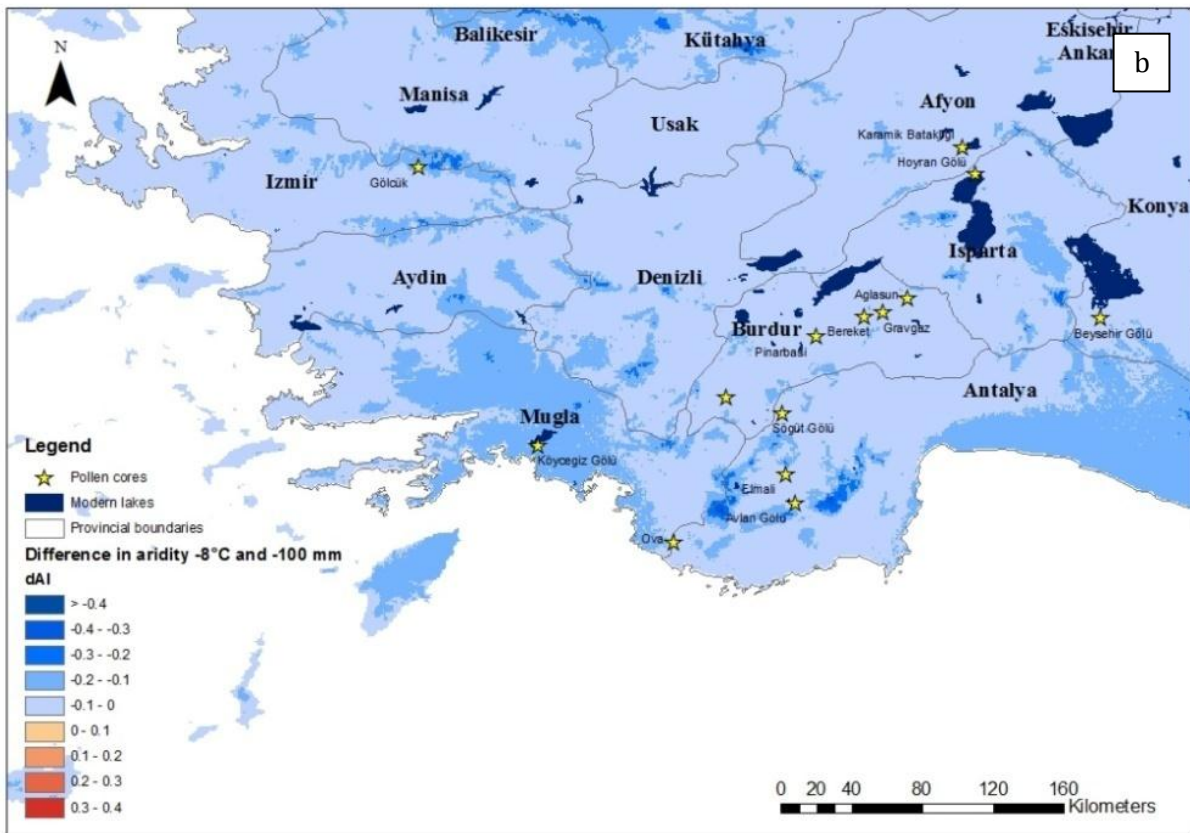 Balikesir
Kütahya
Eskisehir
Ankara
b
N
Manisa
Afyon
Usak
Karamik Batakligi
Hoyran Gölü
Izmir
Gölcük
Konya
Isparta
Aydin
Denizli
Aglasun
Burdur
Bereket
Gravgaz
Pinarbasi
Beysehir Gölü
Antalya
Mugla
Sögüt Gölü
Köycegiz Gölü
Elmali
Avlan Gölü
Ova
Legend
Pollen cores
Modern lakes
Provincial boundaries
Difference in aridity -8°C and -100 mm
dAI
> -0.4
-0.4 - -0.3
-0.3 - -0.2
-0.2 - -0.1
-0.1 - 0
0 - 0.1
0.1 - 0.2
0.2 - 0.3
0.3 - 0.4
0 20 40 80 120 160
Kilometers